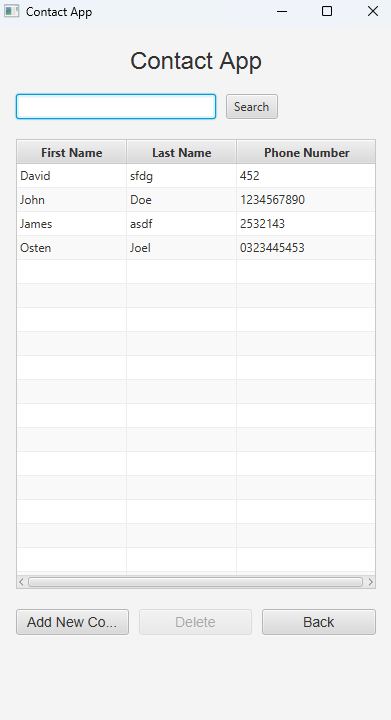 Contact App
Contact App
Search
First Name Last Name Phone Number
David sfdg 452
John Doe 1234567890
James asdf 2532143
Osten Joel 0323445453
Add New Co... Delete Back